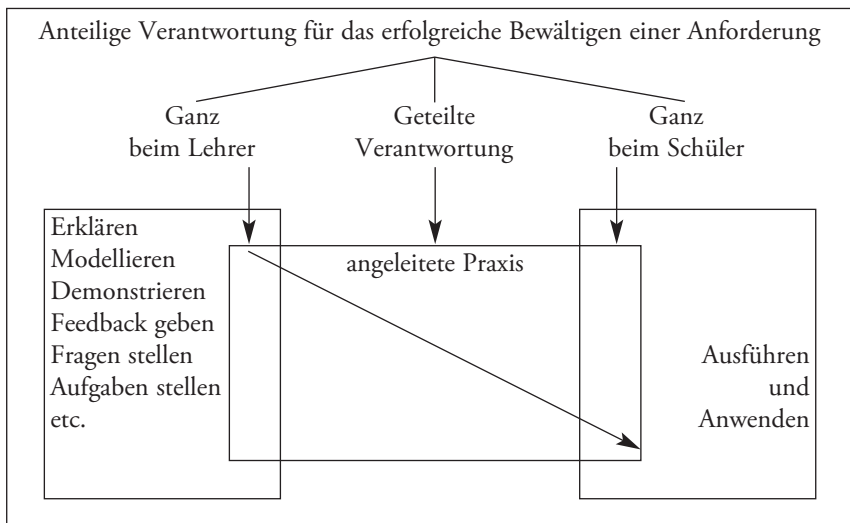 Anteilige Verantwortung für das erfolgreiche Bewältigen einer Anforderung
Ganz
beim Lehrer
Geteilte
Verantwortung
Ganz
beim Schüler
Erklären
Modellieren
Demonstrieren
Feedback geben
Fragen stellen
Aufgaben stellen
etc.
angeleitete Praxis
Ausführen
und
Anwenden